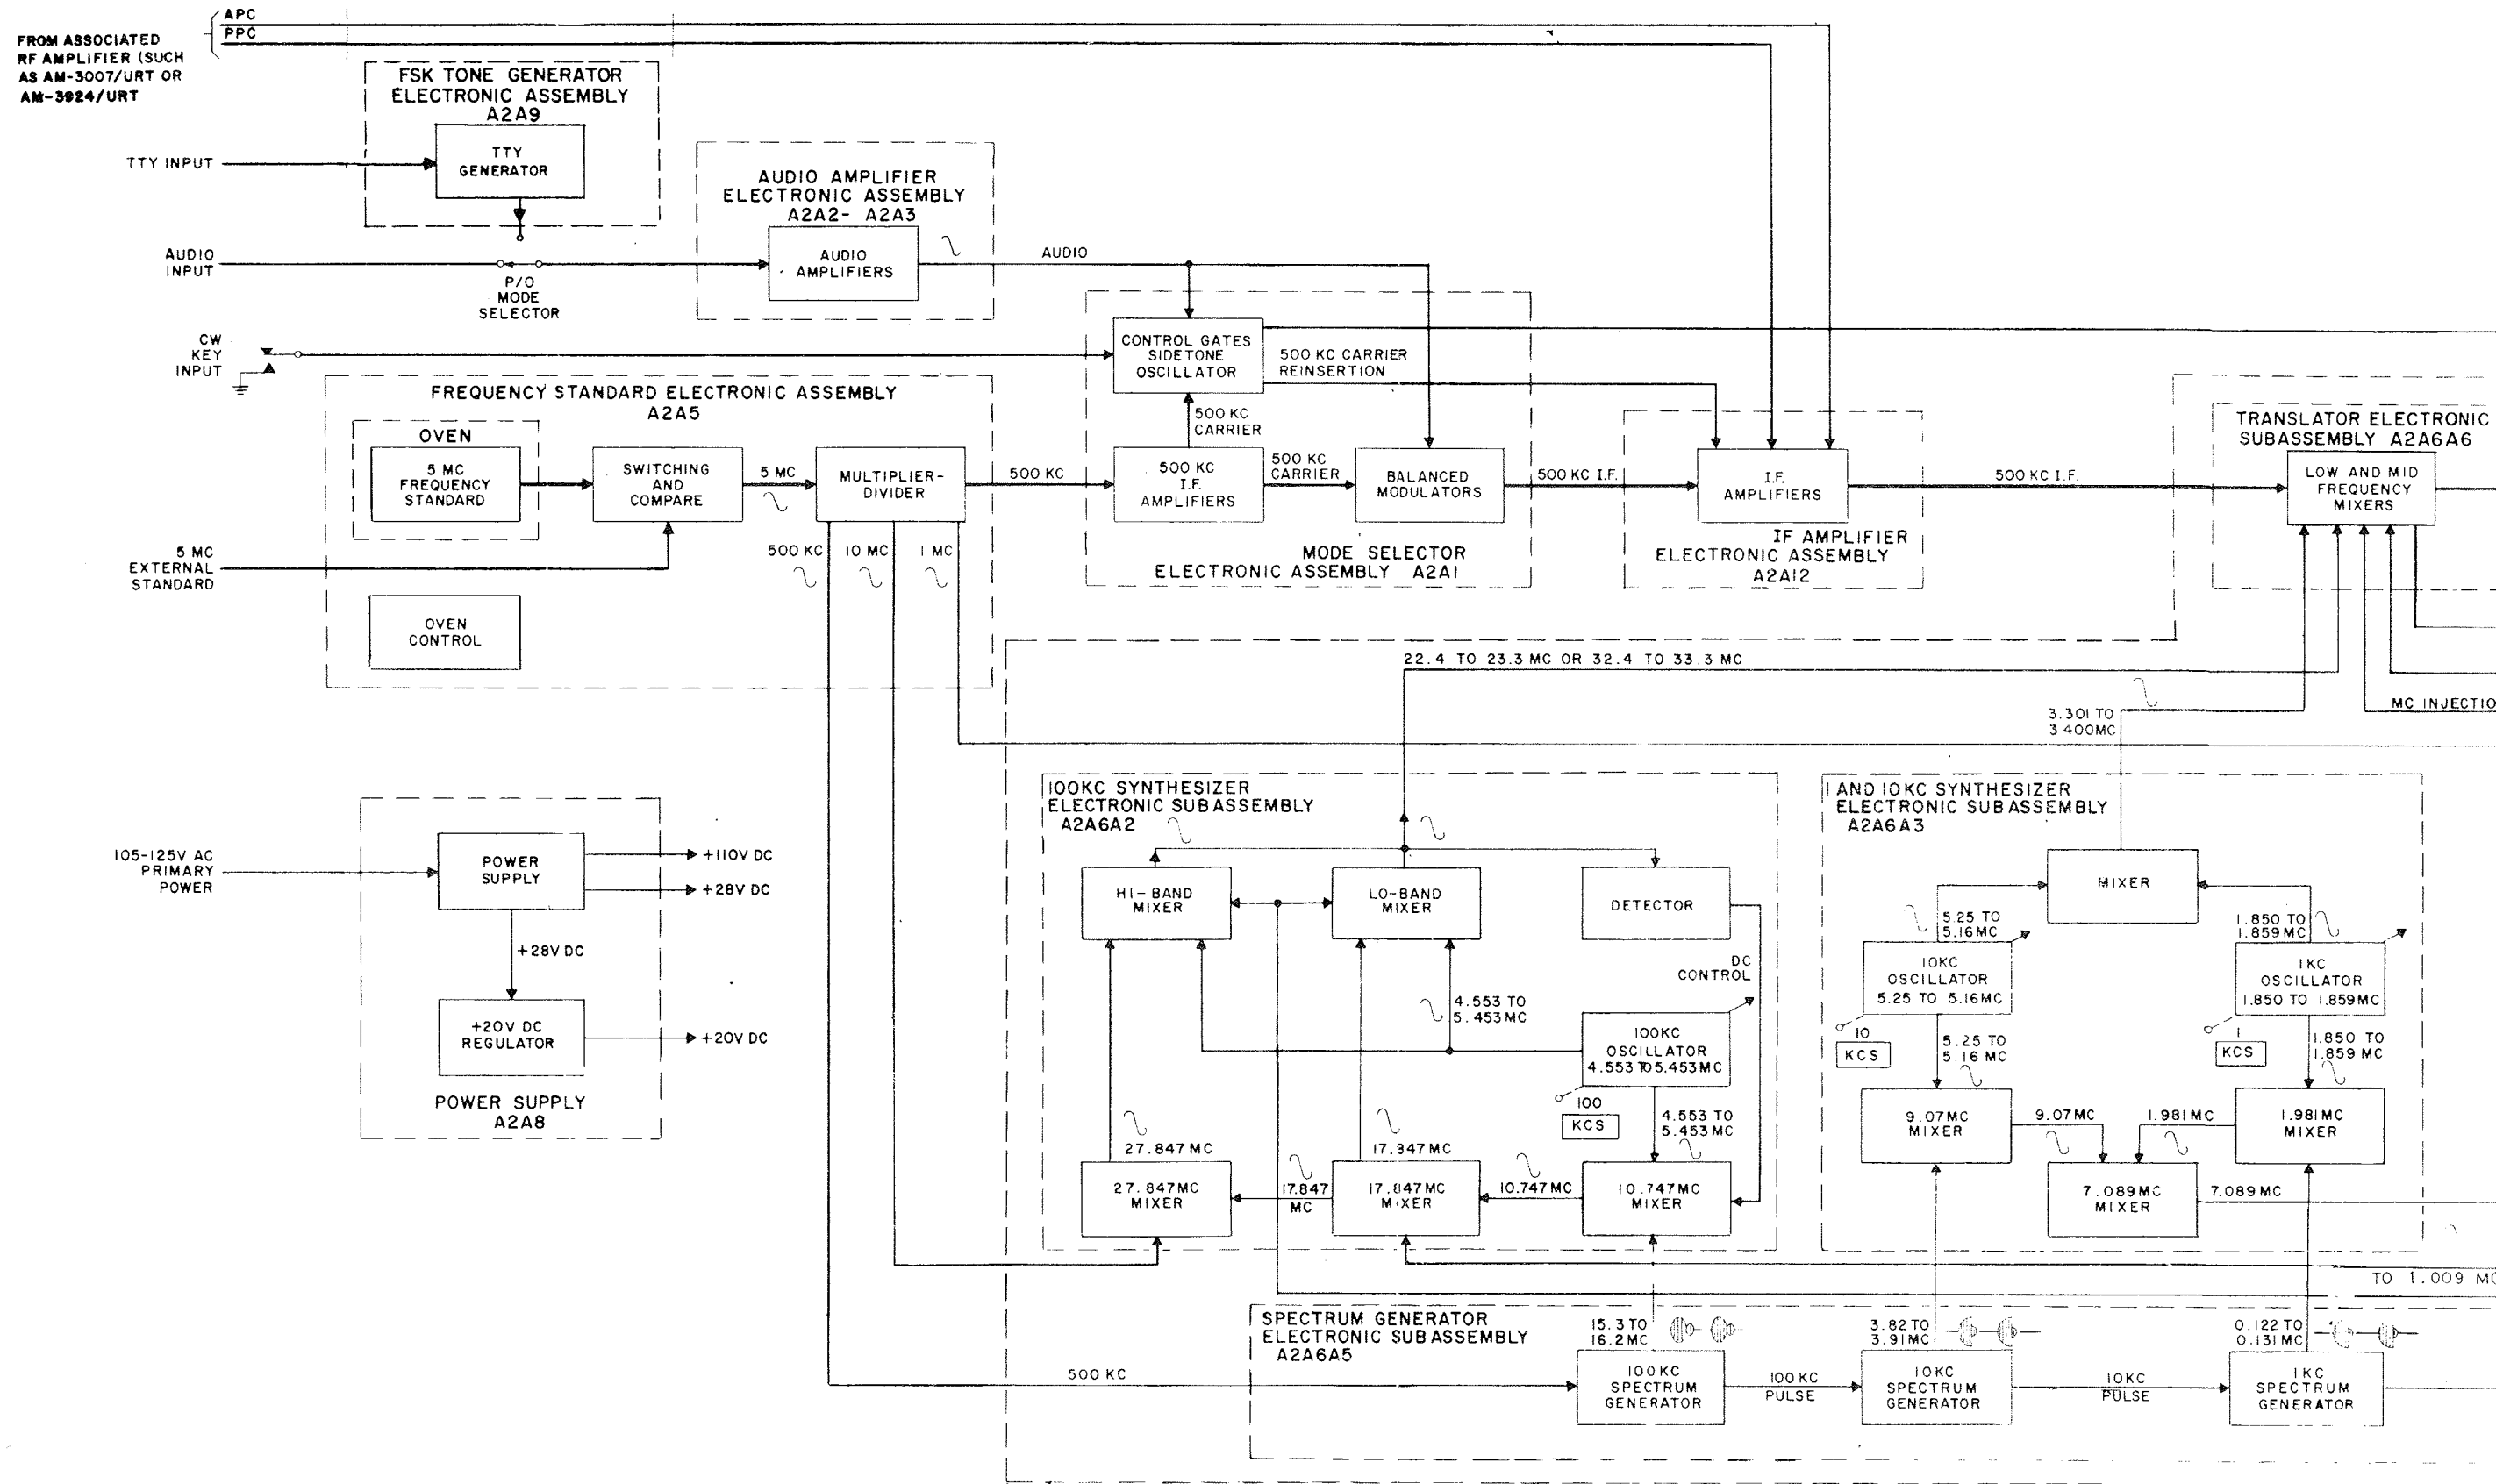 APC
PPC
FROM ASSOCIATED
RF AMPLIFIER (SUCH
AS AM-3007/URT OR
AM-3924/URT
FSK TONE GENERATOR
ELECTRONIC ASSEMBLY
A2A9
TTY
GENERATOR
TTY INPUT
AUDIO AMPLIFIER
ELECTRONIC ASSEMBLY
A2A2- A2A3
AUDIO
AMPLIFIERS
AUDIO
INPUT
P/O
MODE
SELECTOR
AUDIO
CW
KEY
INPUT
CONTROL GATES
SIDETONE
OSCILLATOR
500 KC CARRIER
REINSERTION
500 KC
CARRIER
FREQUENCY STANDARD ELECTRONIC ASSEMBLY
A2A5
OVEN
5 MC
FREQUENCY
STANDARD
SWITCHING
AND
COMPARE
5 MC
MULTIPLIER-
DIVIDER
500 KC
500 KC
I.F.
AMPLIFIERS
500 KC
CARRIER
BALANCED
MODULATORS
500 KC I.F.
I.F.
AMPLIFIERS
500 KC I.F.
TRANSLATOR ELECTRONIC
SUBASSEMBLY A2A6A6
LOW AND MID
FREQUENCY
MIXERS
5 MC
EXTERNAL
STANDARD
500 KC
10 MC
1 MC
MODE SELECTOR
ELECTRONIC ASSEMBLY A2A1
IF AMPLIFIER
ELECTRONIC ASSEMBLY
A2A12
OVEN
CONTROL
22.4 TO 23.3 MC OR 32.4 TO 33.3 MC
3.301 TO
3 400MC
MC INJECTIO
100KC SYNTHESIZER
ELECTRONIC SUBASSEMBLY
A2A6A2
1 AND 10KC SYNTHESIZER
ELECTRONIC SUBASSEMBLY
A2A6A3
105-125V AC
PRIMARY
POWER
POWER
SUPPLY
+110V DC
+28V DC
+28V DC
+20V DC
REGULATOR
+20V DC
POWER SUPPLY
A2A8
HI-BAND
MIXER
LO-BAND
MIXER
DETECTOR
DC
CONTROL
4.553 TO
5.453 MC
100KC
OSCILLATOR
4.553 TO 5.453MC
100
KCS
4.553 TO
5.453 MC
27.847 MC
17.347MC
27.847MC
MIXER
17.847
MC
17.847MC
MIXER
10.747MC
10.747MC
MIXER
MIXER
5.25 TO
5.16MC
1.850 TO
1.859MC
10KC
OSCILLATOR
5.25 TO 5.16MC
1KC
OSCILLATOR
1.850 TO 1.859MC
10
KCS
1
KCS
5.25 TO
5.16 MC
1.850 TO
1.859 MC
9.07MC
MIXER
9.07MC
1.981MC
1.981MC
MIXER
7.089MC
MIXER
7.089 MC
TO 1.009 MC
SPECTRUM GENERATOR
ELECTRONIC SUBASSEMBLY
A2A6A5
15.3 TO
16.2MC
3.82 TO
3.91MC
0.122 TO
0.131MC
500 KC
100KC
SPECTRUM
GENERATOR
100 KC
PULSE
10KC
SPECTRUM
GENERATOR
10KC
PULSE
1KC
SPECTRUM
GENERATOR